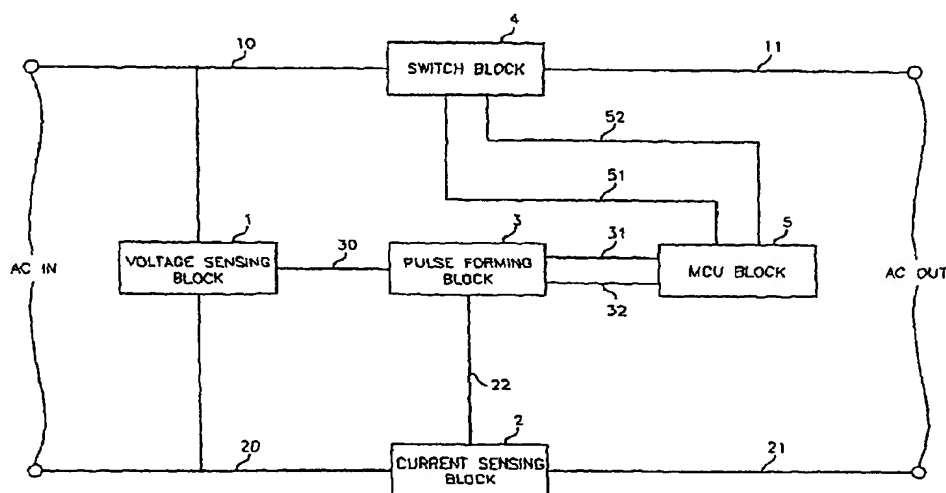 4
10
SWITCH BLOCK
11
52
51
1
3
5
AC IN
VOLTAGE SENSING
BLOCK
30
PULSE FORMING
BLOCK
31
32
MCU BLOCK
AC OUT
22
2
20
CURRENT SENSING
BLOCK
21